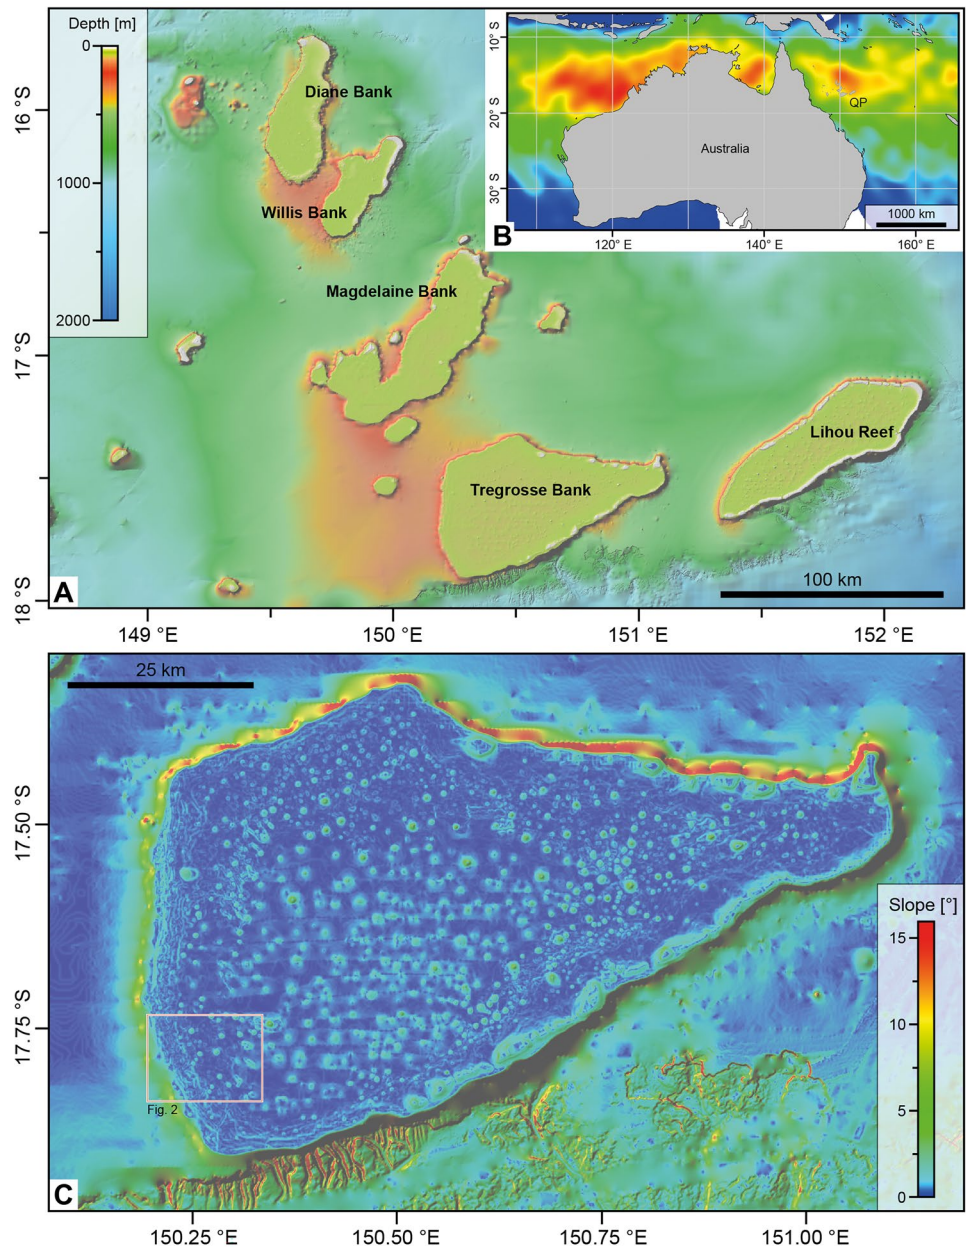 Depth [m]
0
1000
2000
Diane Bank
Willis Bank
Magdelaine Bank
Tregrosse Bank
Lihou Reef
16 °S
17 °S
18 °S
A
100 km
149 °E
150 °E
151 °E
152 °E
10° S
20° S
30° S
QP
Australia
1000 km
B
120° E
140° E
160° E
25 km
17.50 °S
17.75 °S
Slope [°]
15
10
5
0
Fig. 2
C
150.25 °E
150.50 °E
150.75 °E
151.00 °E